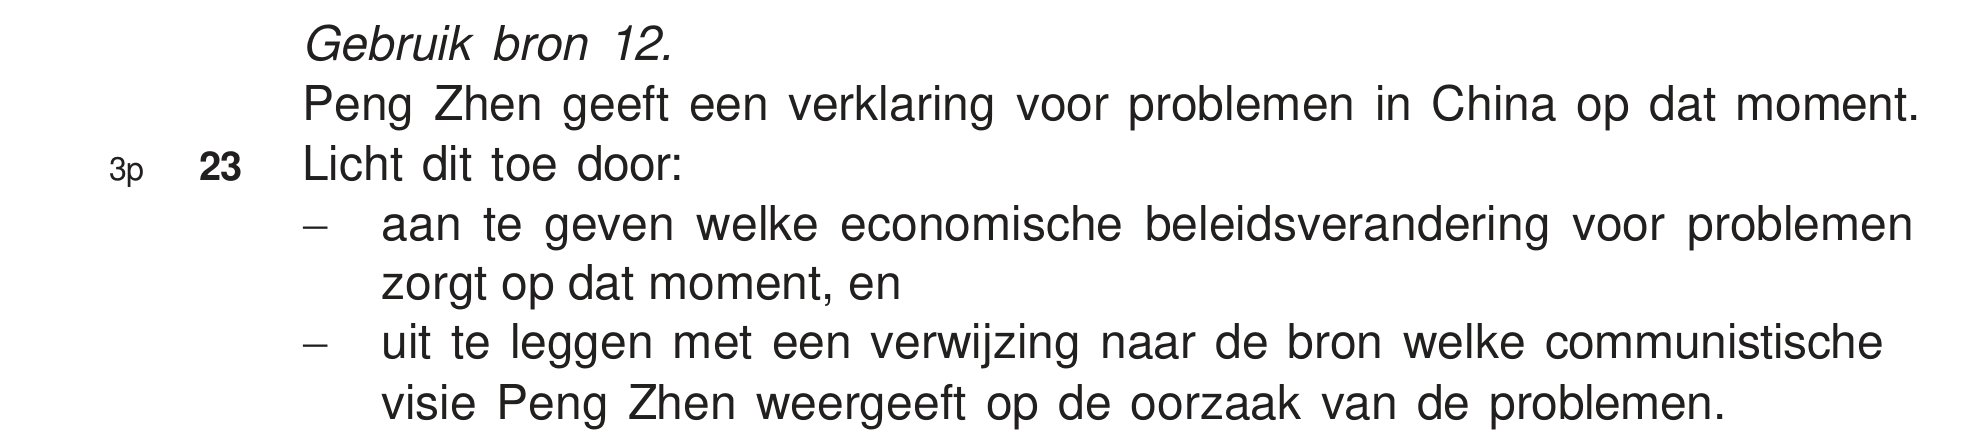 Gebruik bron 12.
Peng Zhen geeft een verklaring voor problemen in China op dat moment.
3p 23 Licht dit toe door:
– aan te geven welke economische beleidsverandering voor problemen
zorgt op dat moment, en
– uit te leggen met een verwijzing naar de bron welke communistische
visie Peng Zhen weergeeft op de oorzaak van de problemen.